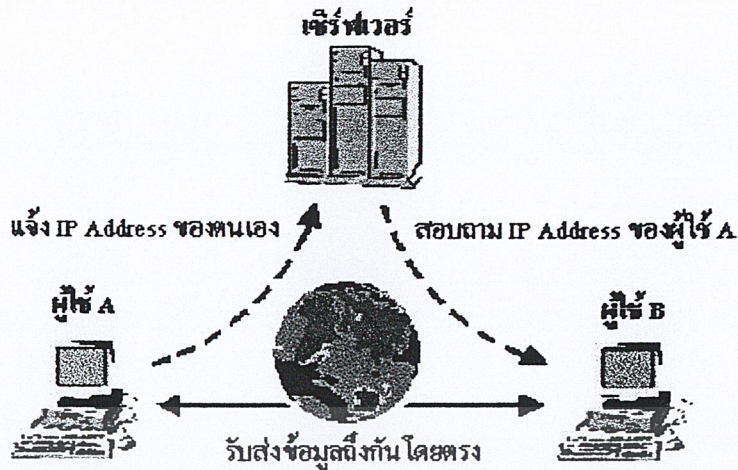 เซิร์ฟเวอร์
แจ้ง IP Address ของตนเอง
สอบถาม IP Address ของผู้ใช้ A
ผู้ใช้ A
ผู้ใช้ B
รับส่งข้อมูลถึงกันโดยตรง